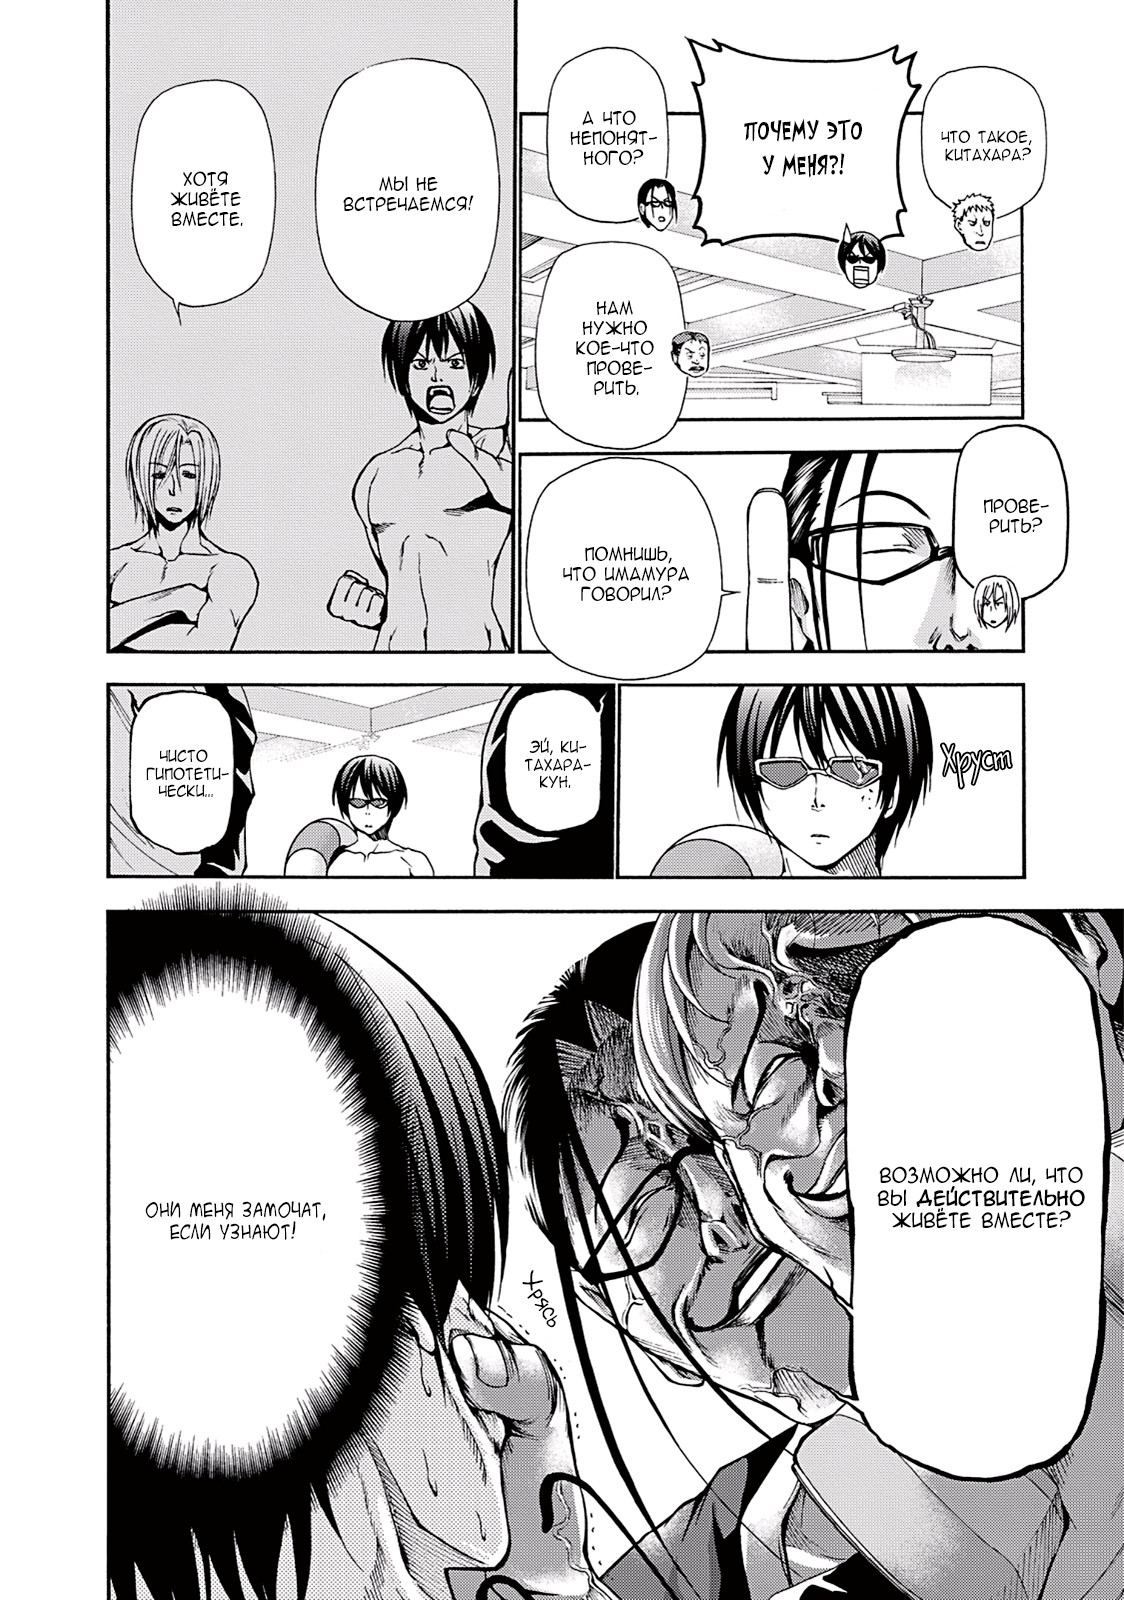 ЧТО ТАКОЕ,
КИТАХАРА?
ПОЧЕМУ ЭТО
У МЕНЯ?!
А ЧТО
НЕПОНЯТ-
НОГО?
НАМ
НУЖНО
КОЕ-ЧТО
ПРОВЕ-
РИТЬ.
ПРОВЕ-
РИТЬ?
ПОМНИШЬ,
ЧТО ИМАМУРА
ГОВОРИЛ?
МЫ НЕ
ВСТРЕЧАЕМСЯ!
ХОТЯ
ЖИВЁТЕ
ВМЕСТЕ.
Хруст
ЭЙ, КИ-
ТАХАРА-
КУН.
ЧИСТО
ГИПОТЕТИ-
ЧЕСКИ...
ВОЗМОЖНО ЛИ, ЧТО
ВЫ ДЕЙСТВИТЕЛЬНО
ЖИВЁТЕ ВМЕСТЕ?
ХРЯСЬ
ОНИ МЕНЯ ЗАМОЧАТ,
ЕСЛИ УЗНАЮТ!